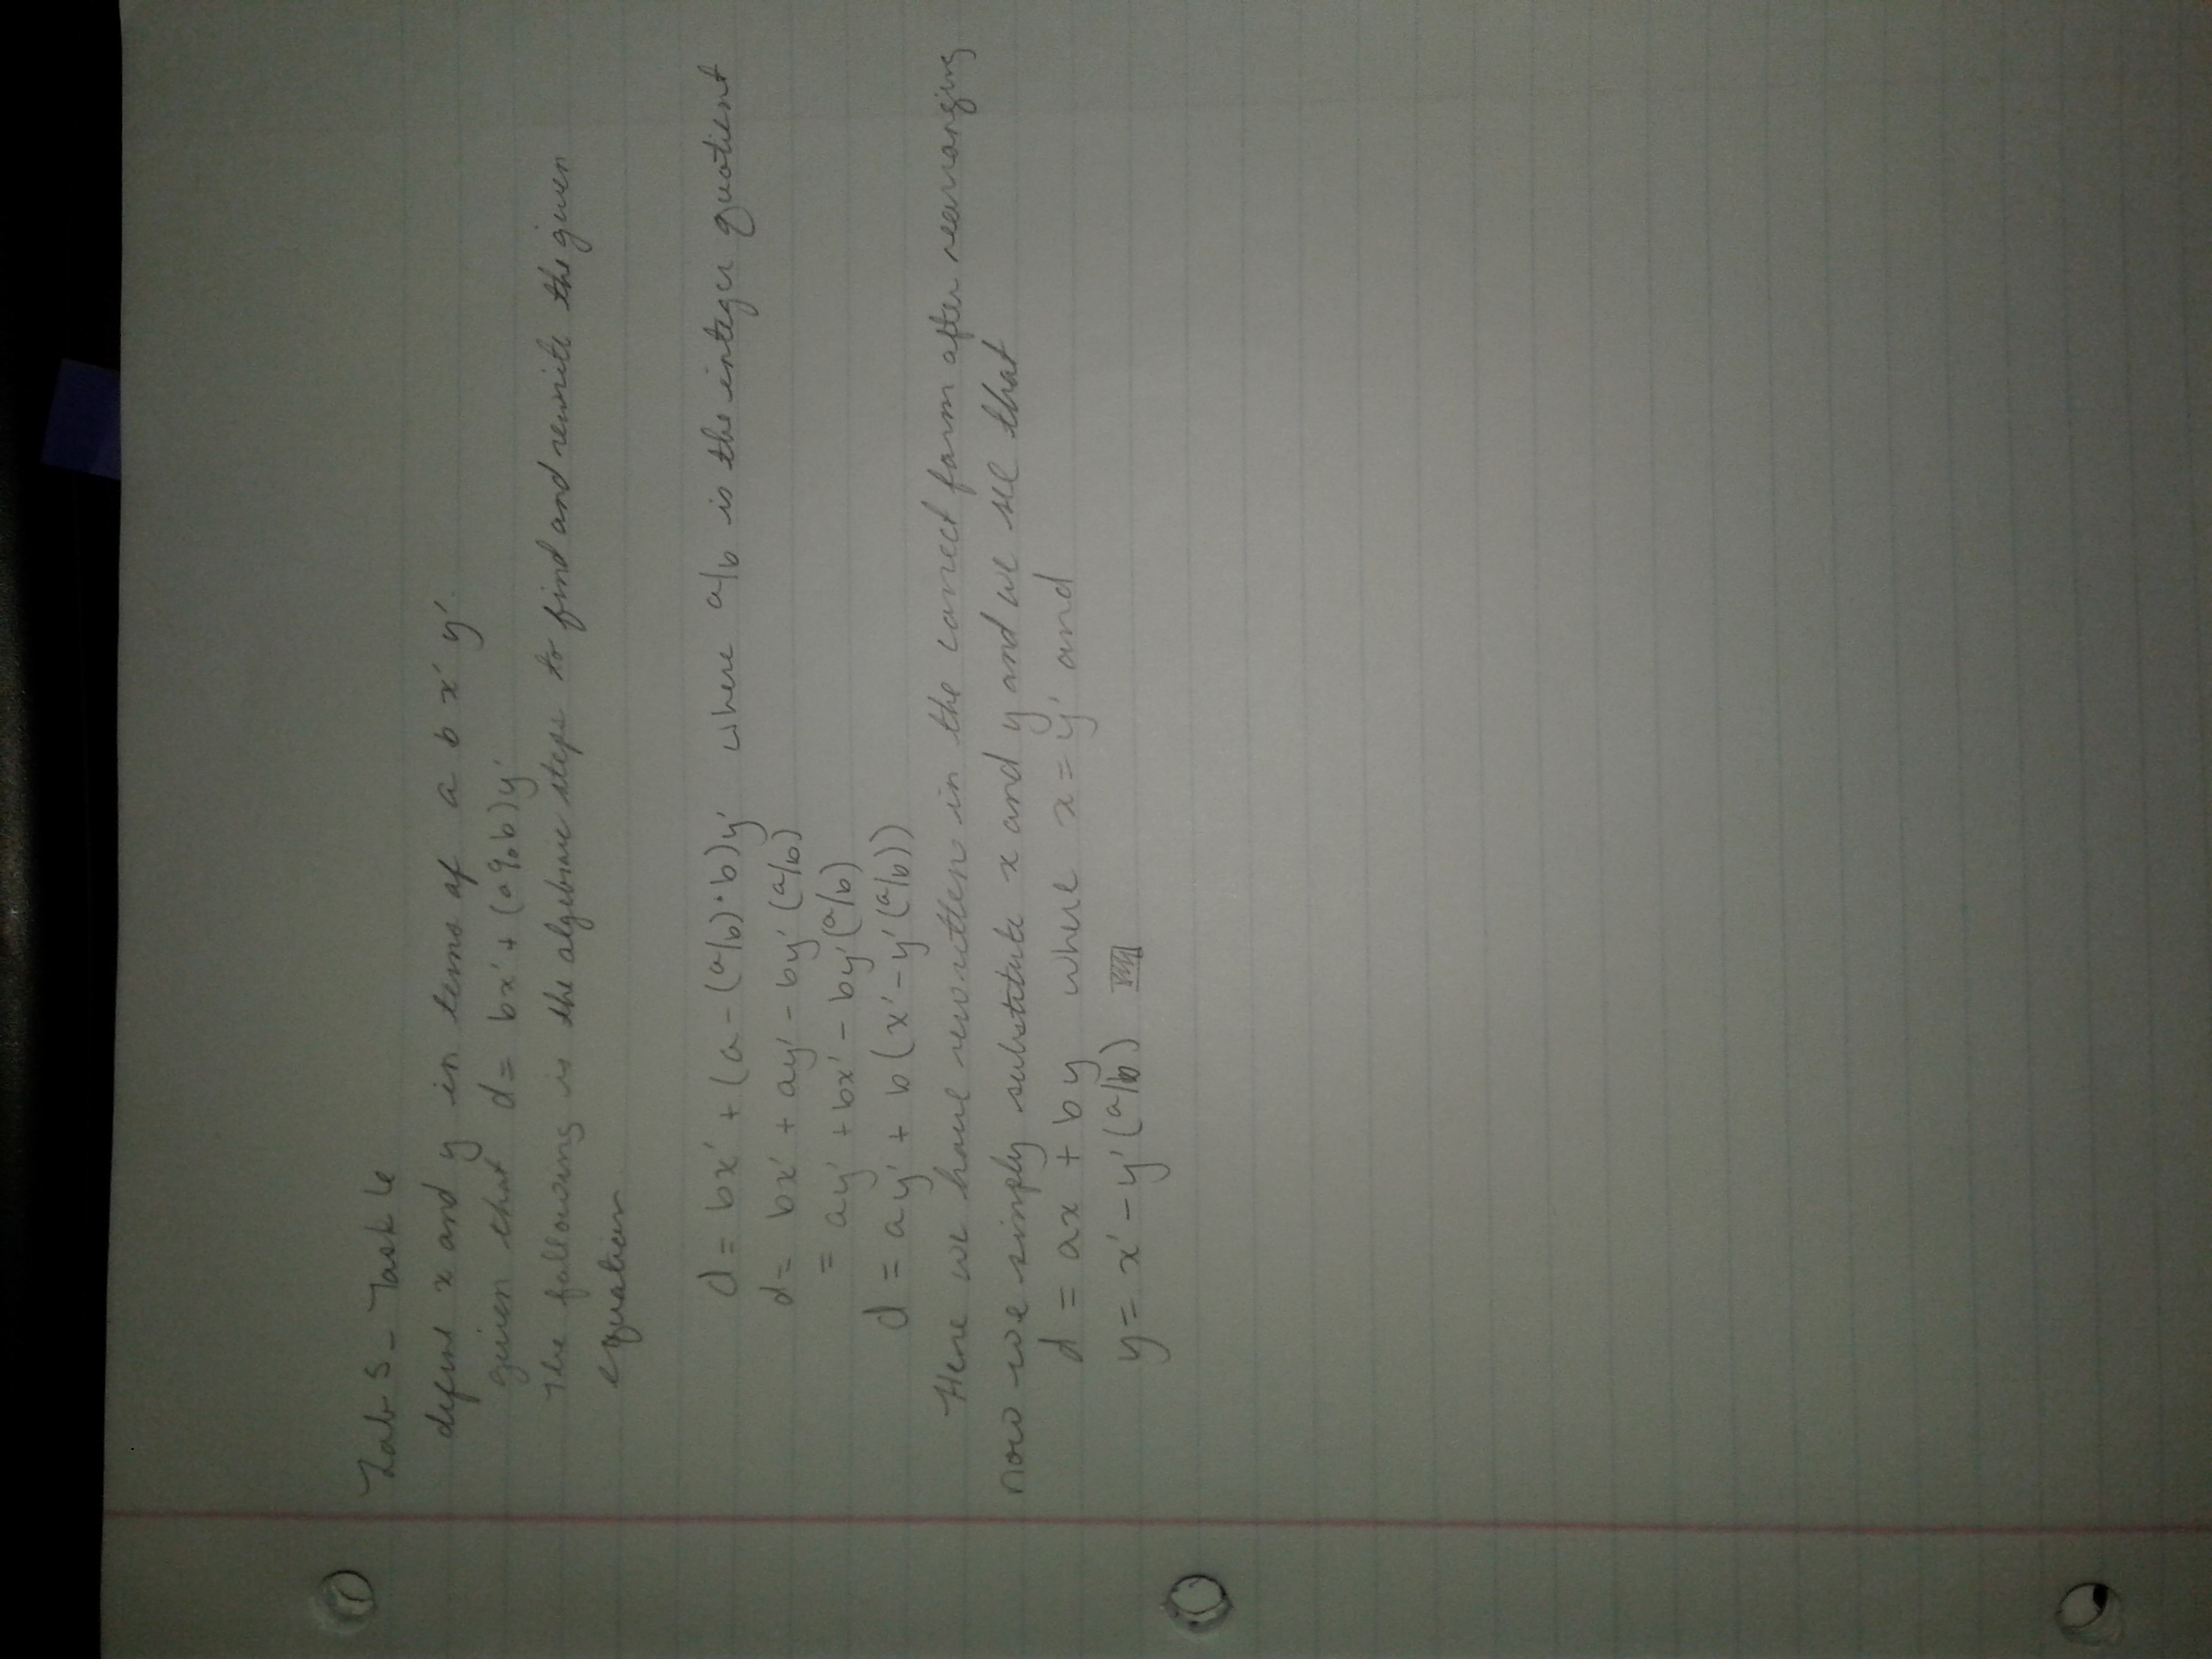 Lab 5 - Task 6
define x and y in terms of a b x' y'.
given that d = bx' + (a%b)y'
The following is the algebraic steps to find and rewrite the given
equation
d = bx' + (a - (a/b)·b)y' where a/b is the integer quotient
d = bx' + ay' - by'(a/b)
= ay' + bx' - by'(a/b)
d = ay' + b(x' - y'(a/b))
Here we have rewritten in the correct form after rearranging
now we simply substitute x and y and we see that
d = ax + by where x = y' and
y = x' - y'(a/b)